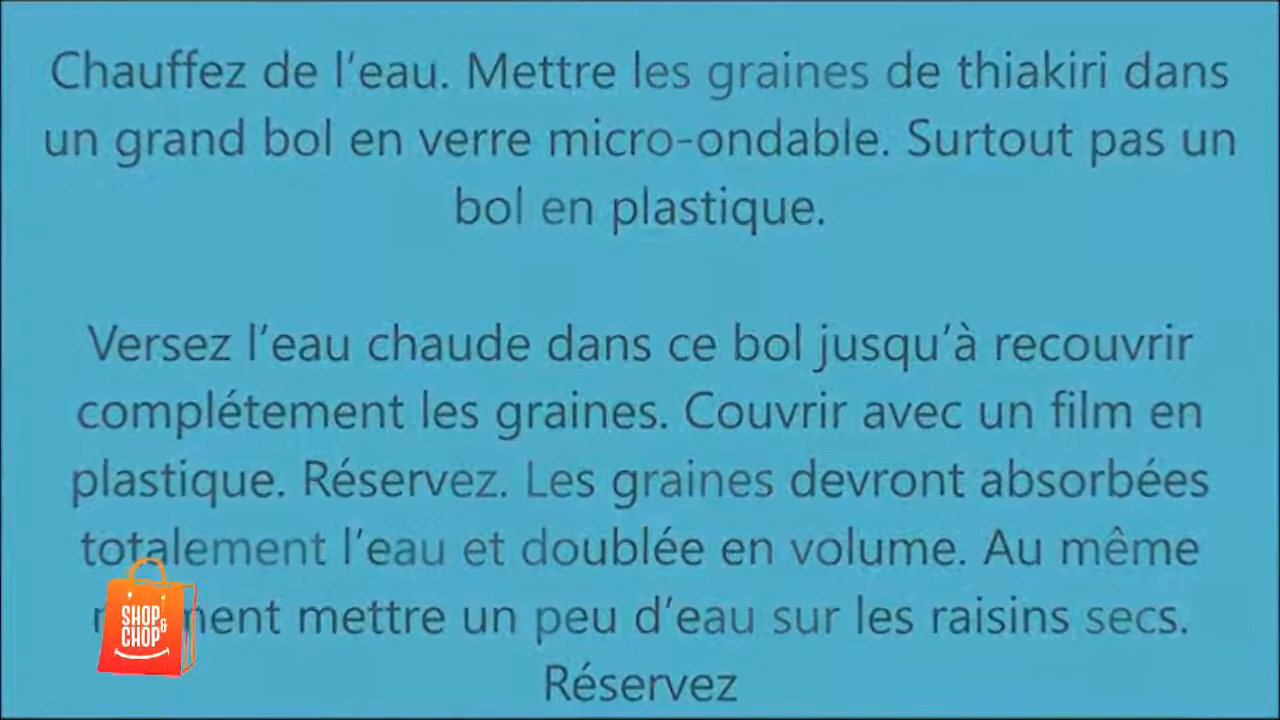 Chauffez de l’eau. Mettre les graines de thiakiri dans
un grand bol en verre micro-ondable. Surtout pas un
bol en plastique.
Versez l’eau chaude dans ce bol jusqu’à recouvrir
complétement les graines. Couvrir avec un film en
plastique. Réservez. Les graines devront absorbées
totalement l’eau et doublée en volume. Au même
mettre un peu d’eau sur les raisins secs.
Réservez
SHOP &
CHOP